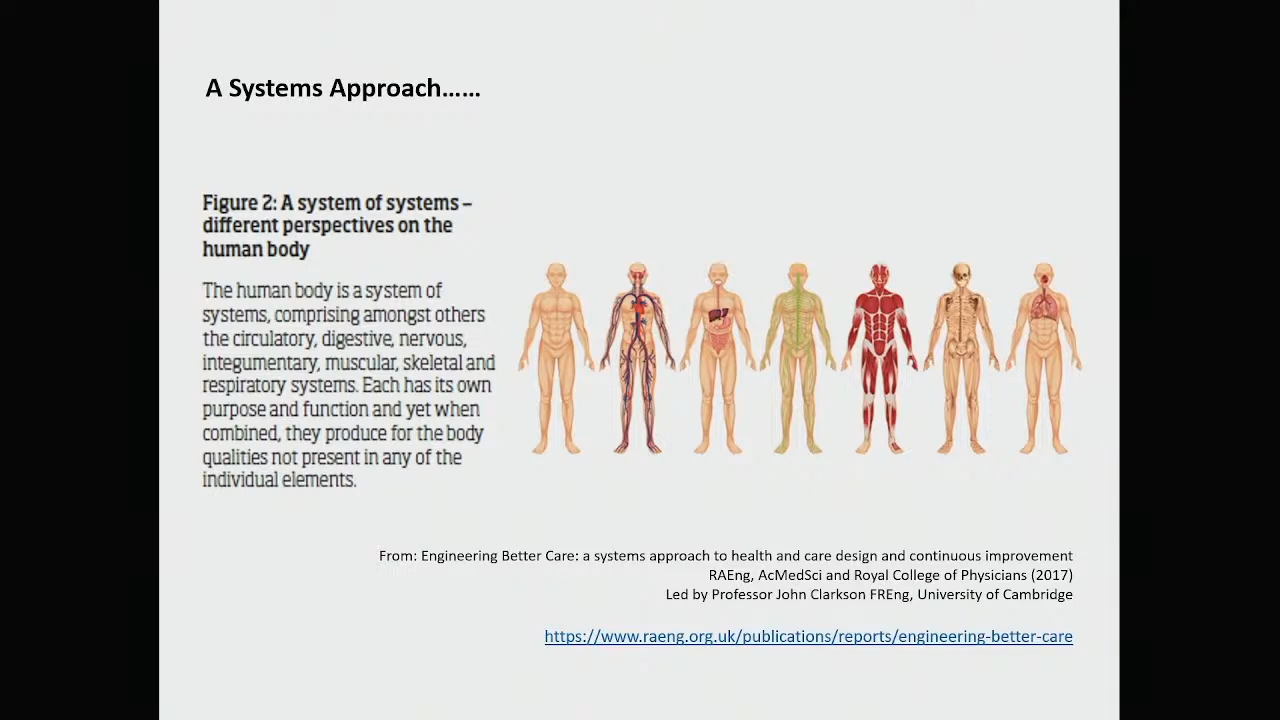 A Systems Approach......
Figure 2: A system of systems –
different perspectives on the
human body
The human body is a system of
systems, comprising amongst others
the circulatory, digestive, nervous,
integumentary, muscular, skeletal and
respiratory systems. Each has its own
purpose and function and yet when
combined, they produce for the body
qualities not present in any of the
individual elements.
From: Engineering Better Care: a systems approach to health and care design and continuous improvement
RAEng, AcMedSci and Royal College of Physicians (2017)
Led by Professor John Clarkson FREng, University of Cambridge
https://www.raeng.org.uk/publications/reports/engineering-better-care